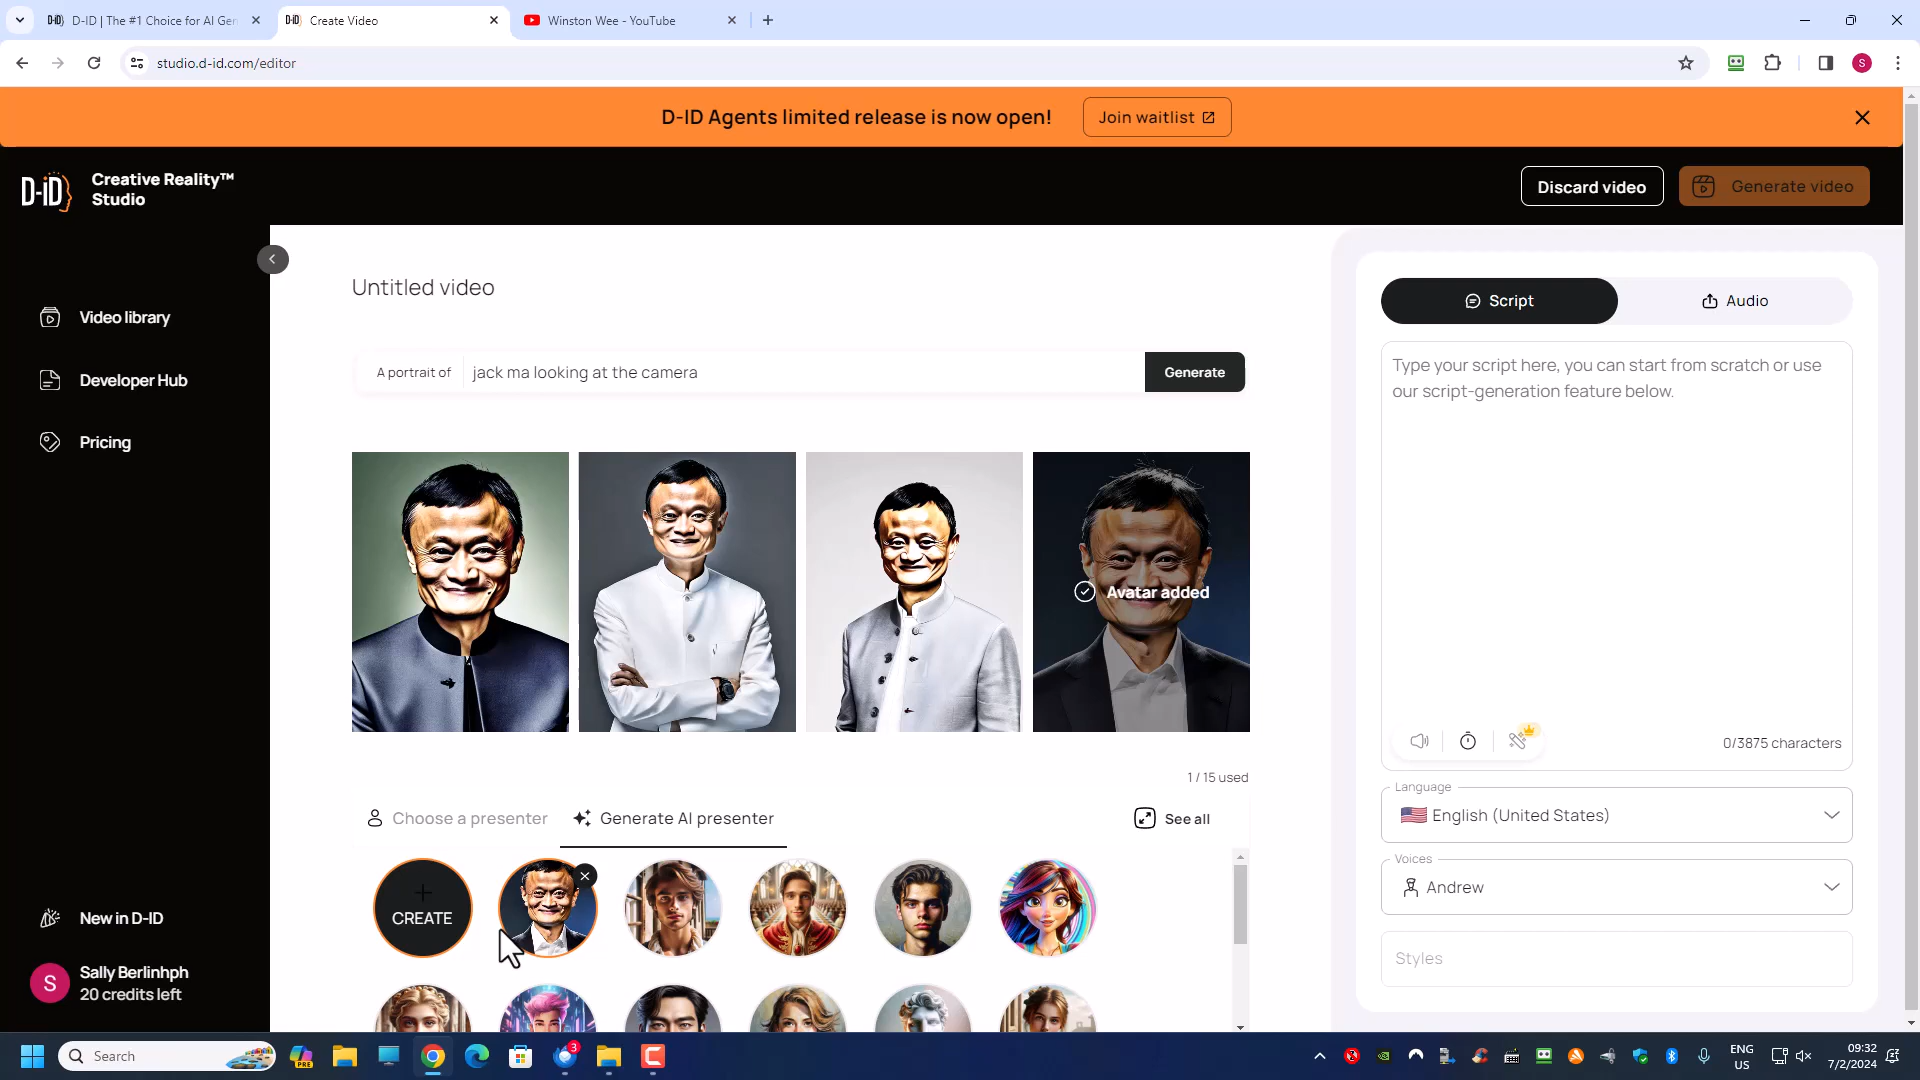 D-ID | The #1 Choice for AI Gen
Create Video
Winston Wee - YouTube
studio.d-id.com/editor
S
D-ID Agents limited release is now open!
Join waitlist
D-iD
Creative Reality™
Studio
Discard video
Generate video
Video library
Developer Hub
Pricing
New in D-ID
S
Sally Berlinhph
20 credits left
Untitled video
A portrait of
jack ma looking at the camera
Generate
Avatar added
1 / 15 used
Choose a presenter
Generate AI presenter
See all
CREATE
Script
Audio
Type your script here, you can start from scratch or use
our script-generation feature below.
0/3875 characters
Language
English (United States)
Voices
Andrew
Styles
Search
PRE
3
ENG
US
09:32
7/2/2024